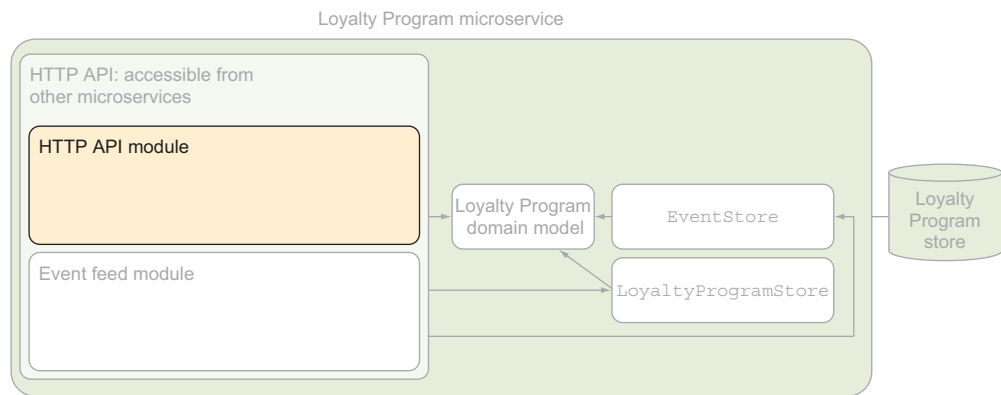 Loyalty Program microservice
HTTP API: accessible from
other microservices
HTTP API module
Loyalty Program
domain model
EventStore
Loyalty
Program
store
Event feed module
LoyaltyProgramStore